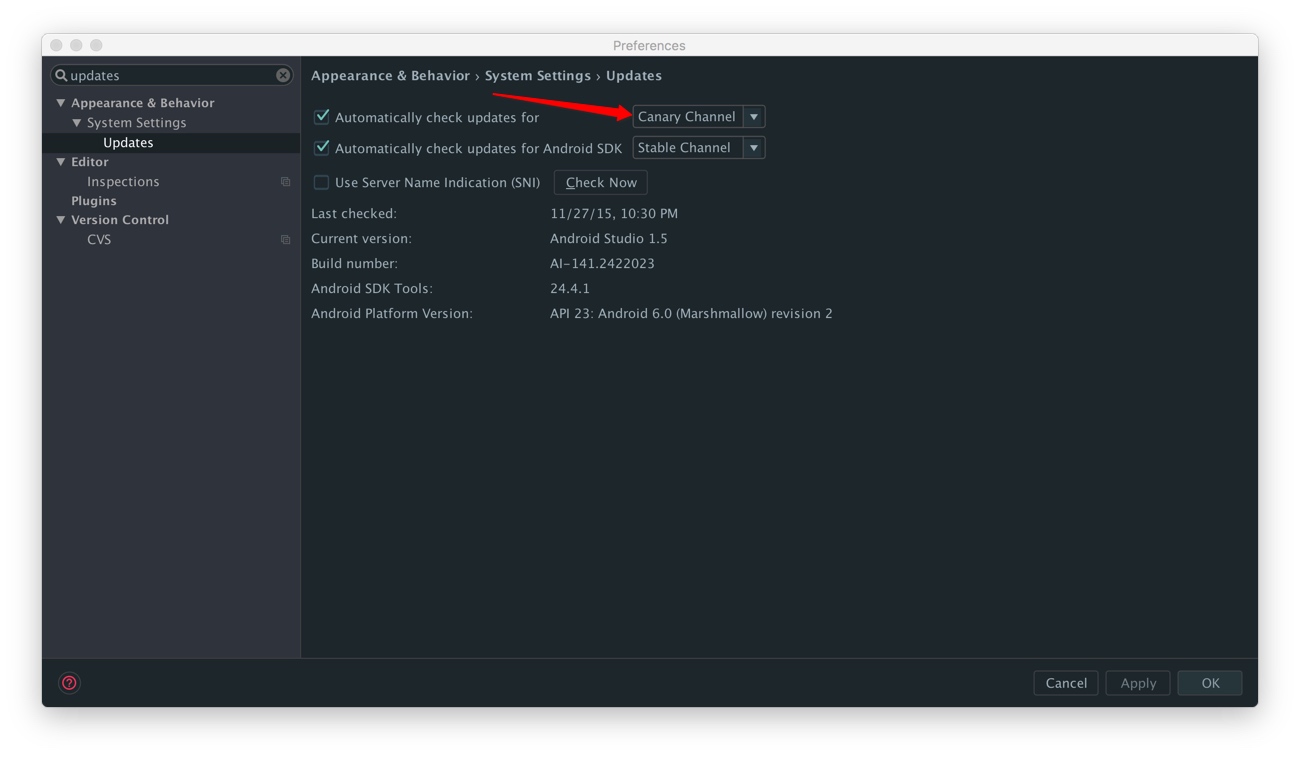 Preferences
updates
Appearance & Behavior
System Settings
Updates
Editor
Inspections
Plugins
Version Control
CVS
Appearance & Behavior › System Settings › Updates
Automatically check updates for Canary Channel
Automatically check updates for Android SDK Stable Channel
Use Server Name Indication (SNI) Check Now
Last checked: 11/27/15, 10:30 PM
Current version: Android Studio 1.5
Build number: AI-141.2422023
Android SDK Tools: 24.4.1
Android Platform Version: API 23: Android 6.0 (Marshmallow) revision 2
? Cancel Apply OK